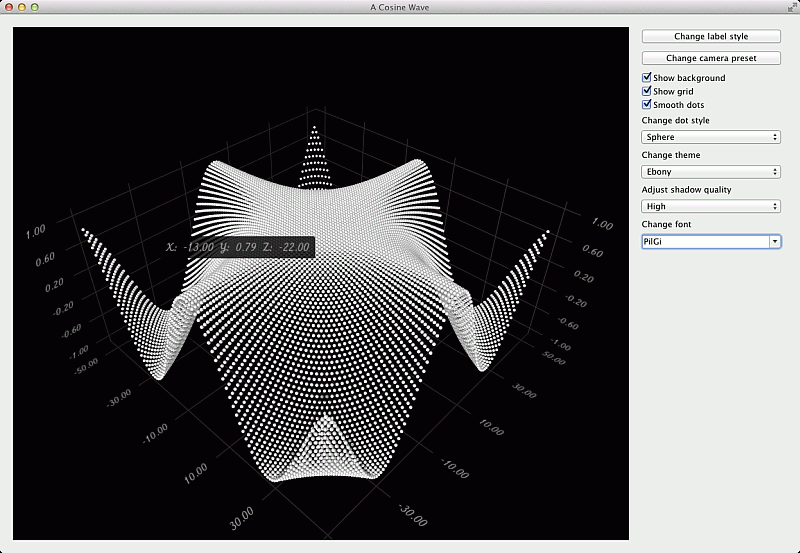 A Cosine Wave
Change label style
Change camera preset
Show background
Show grid
Smooth dots
Change dot style
Sphere
Change theme
Ebony
Adjust shadow quality
High
Change font
PilGi
X: -13.00 Y: 0.79 Z: -22.00
1.00
0.60
0.20
-0.20
-0.60
-1.00
-50.00
-30.00
-10.00
10.00
30.00
1.00
0.60
0.20
-0.20
-0.60
-1.00
50.00
30.00
10.00
-10.00
-30.00